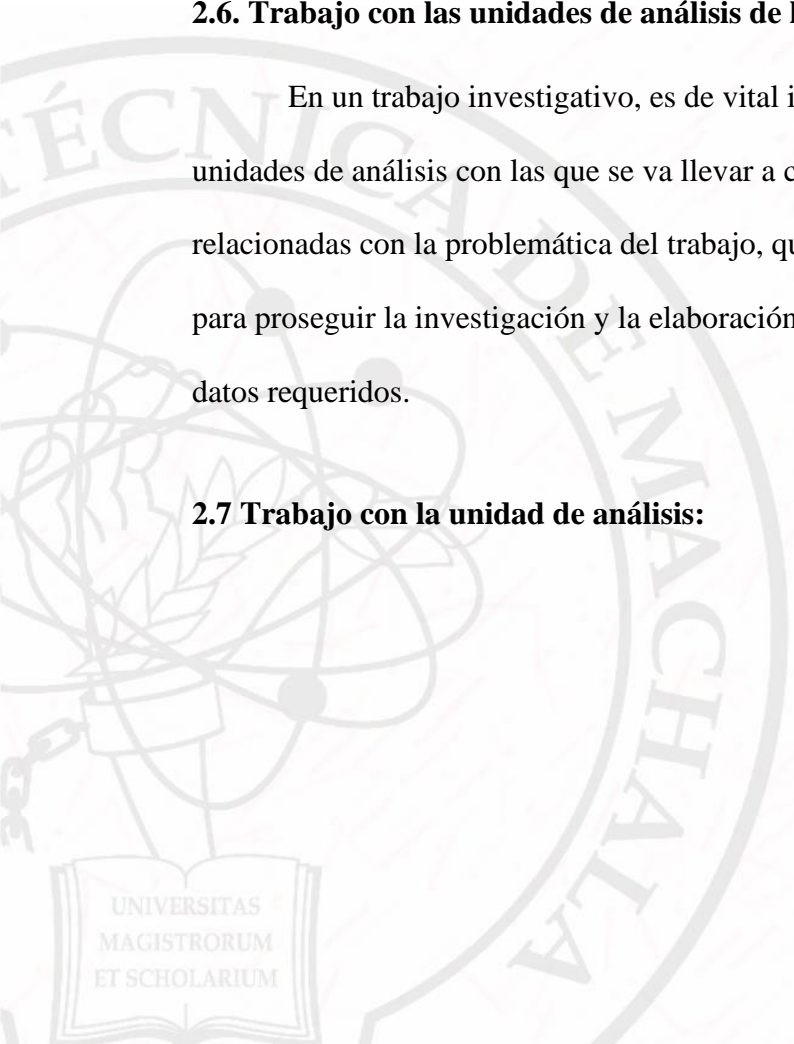 2.6. Trabajo con las unidades de análisis de
En un trabajo investigativo, es de vital
unidades de análisis con las que se va llevar a
relacionadas con la problemática del trabajo,
para proseguir la investigación y la elaboración
datos requeridos.
2.7 Trabajo con la unidad de análisis:
TÉCNICA DE MACHALA
UNIVERSITAS
MAGISTRORUM
ET SCHOLARIUM